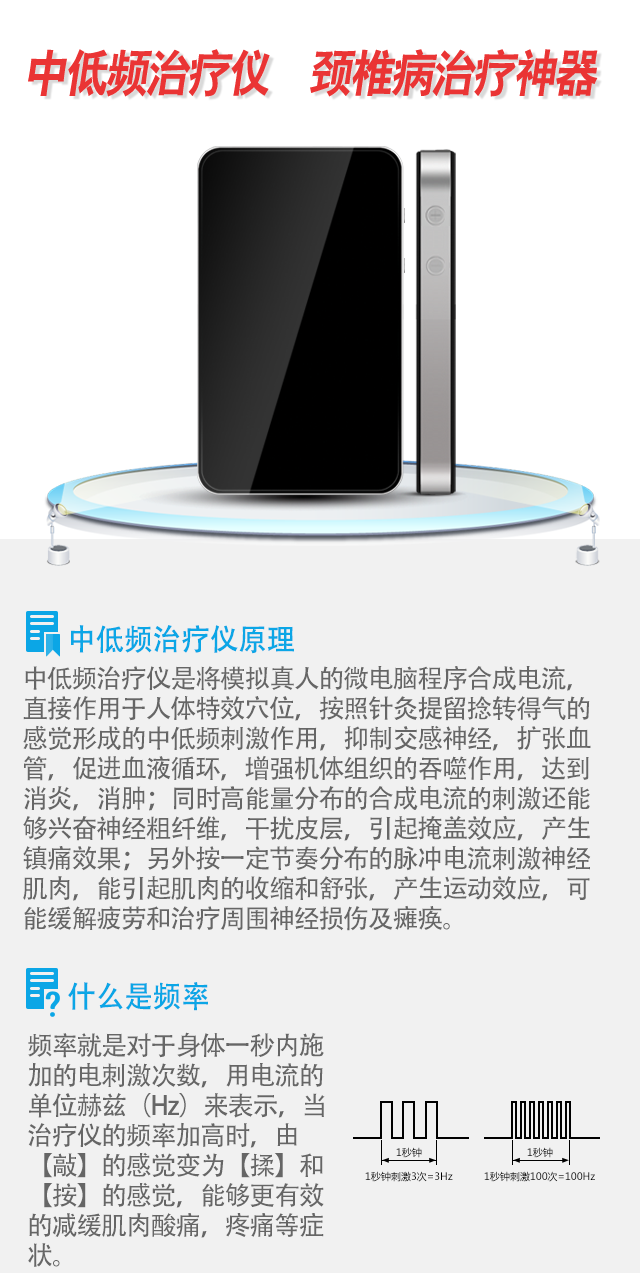 中低频治疗仪 颈椎病治疗神器
中低频治疗仪原理
中低频治疗仪是将模拟真人的微电脑程序合成电流，
直接作用于人体特效穴位，按照针灸提留捻转得气的
感觉形成的中低频刺激作用，抑制交感神经，扩张血
管，促进血液循环，增强机体组织的吞噬作用，达到
消炎，消肿；同时高能量分布的合成电流的刺激还能
够兴奋神经粗纤维，干扰皮层，引起掩盖效应，产生
镇痛效果；另外按一定节奏分布的脉冲电流刺激神经
肌肉，能引起肌肉的收缩和舒张，产生运动效应，可
能缓解疲劳和治疗周围神经损伤及瘫痪。
什么是频率
频率就是对于身体一秒内施
加的电刺激次数，用电流的
单位赫兹（Hz）来表示，当
治疗仪的频率加高时，由
【敲】的感觉变为【揉】和
【按】的感觉，能够更有效
的减缓肌肉酸痛，疼痛等症
状。
1秒钟
1秒钟刺激3次=3Hz
1秒钟
1秒钟刺激100次=100Hz